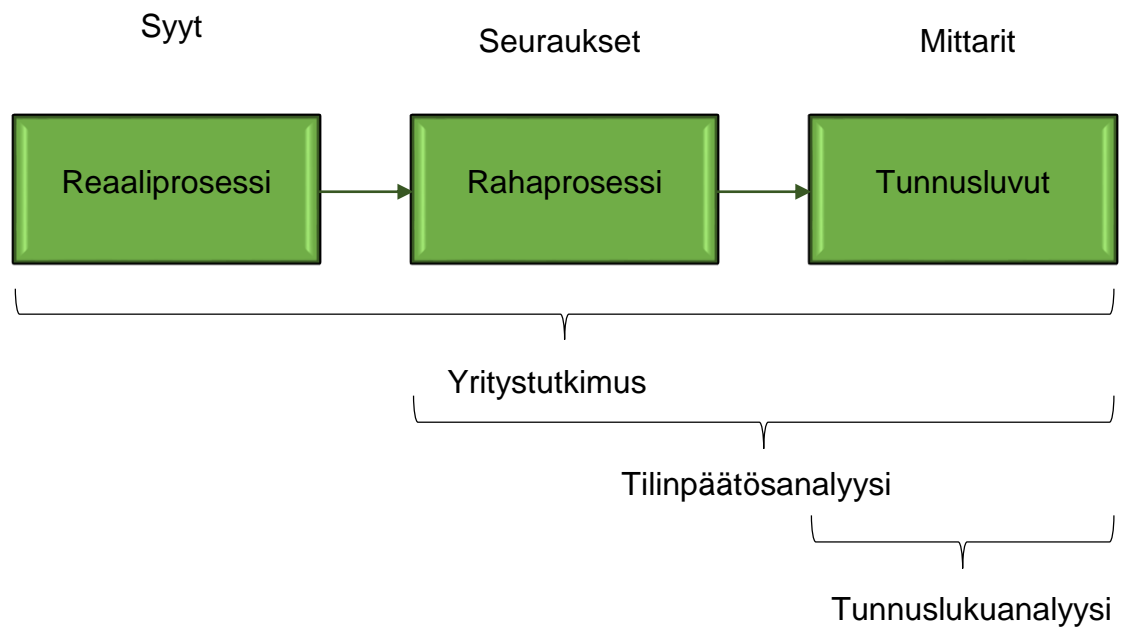 Syyt
Seuraukset
Mittarit
Reaaliprosessi
Rahaprosessi
Tunnusluvut
Yritystutkimus
Tilinpäätösanalyysi
Tunnuslukuanalyysi